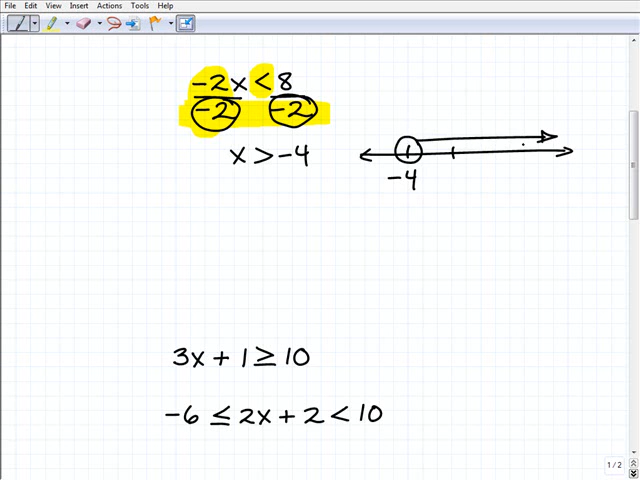 File Edit View Insert Actions Tools Help
-2x < 8
-2 -2
x > -4
-4
3x + 1 ≥ 10
-6 ≤ 2x + 2 < 10
1 / 2